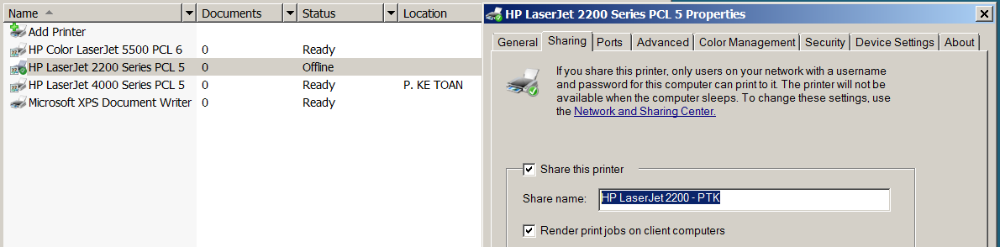 Name Documents Status Location
Add Printer
HP Color LaserJet 5500 PCL 6 0 Ready
HP LaserJet 2200 Series PCL 5 0 Offline
HP LaserJet 4000 Series PCL 5 0 Ready P. KE TOAN
Microsoft XPS Document Writer 0 Ready
HP LaserJet 2200 Series PCL 5 Properties
General Sharing Ports Advanced Color Management Security Device Settings About
If you share this printer, only users on your network with a username
and password for this computer can print to it. The printer will not be
available when the computer sleeps. To change these settings, use
the Network and Sharing Center.
Share this printer
Share name: HP LaserJet 2200 - PTK
Render print jobs on client computers